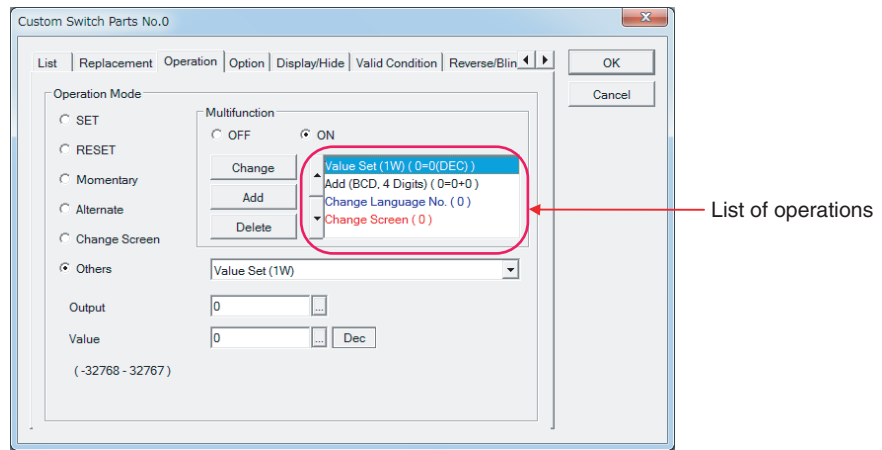 Custom Switch Parts No.0
List Replacement Operation Option Display/Hide Valid Condition Reverse/Blin
OK
Cancel
Operation Mode
SET
RESET
Momentary
Alternate
Change Screen
Others
Multifunction
OFF ON
Change
Add
Delete
Value Set (1W) ( 0=0(DEC) )
Add (BCD, 4 Digits) ( 0=0+0 )
Change Language No. ( 0 )
Change Screen ( 0 )
List of operations
Value Set (1W)
Output 0 ...
Value 0 ... Dec
( -32768 - 32767 )